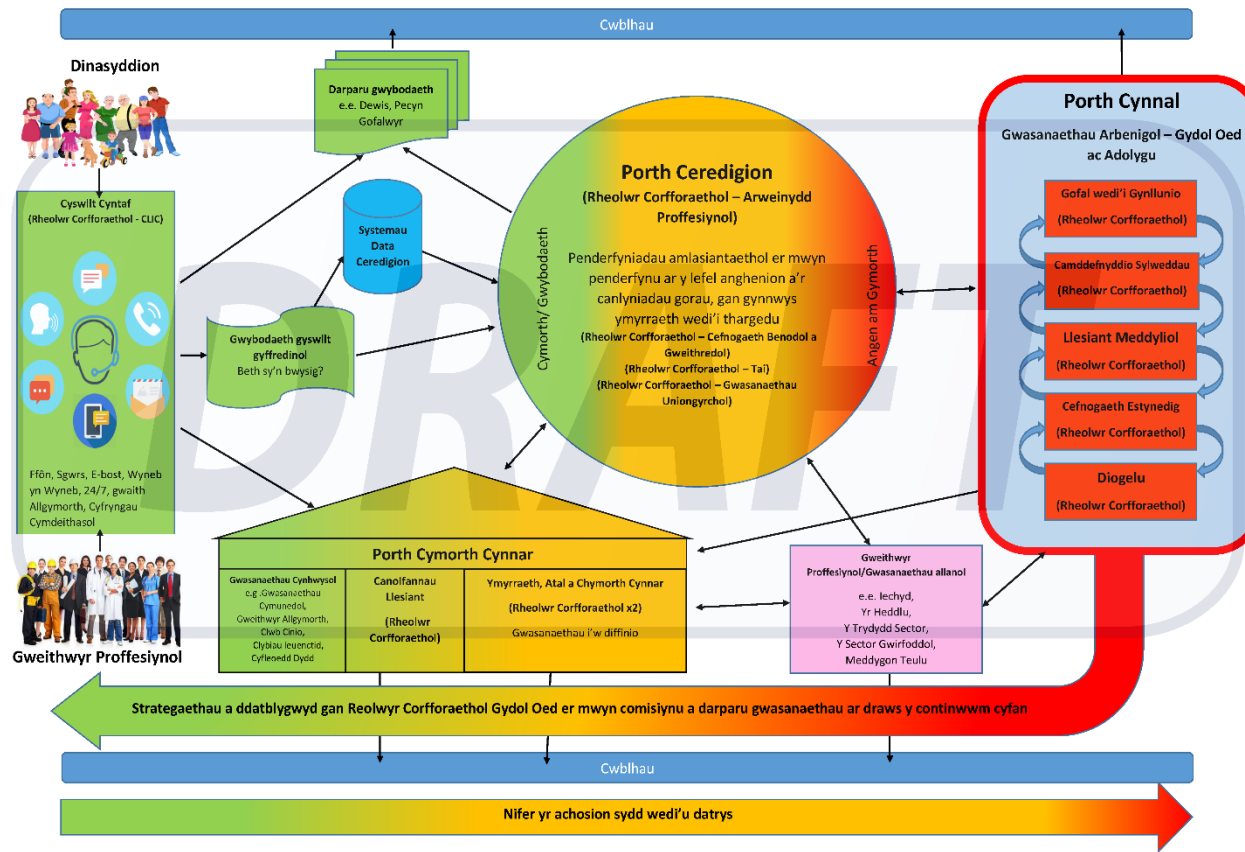 Cwblhau
Dinasyddion
Cyswllt Cyntaf
(Rheolwr Corfforaethol - CLIC)
Ffôn, Sgwrs, E-bost, Wyneb
yn Wyneb, 24/7, gwaith
Allgymorth, Cyfryngau
Cymdeithasol
Gweithwyr Proffesiynol
Darparu gwybodaeth
e.e. Dewis, Pecyn
Gofalwyr
Systemau
Data
Ceredigion
Gwybodaeth gyswllt
gyffredinol
Beth sy'n bwysig?
Cymorth/ Gwybodaeth
Porth Ceredigion
(Rheolwr Corfforaethol – Arweinydd
Proffesiynol)
Penderfyniadau amlasiantaethol er mwyn
penderfynu ar y lefel anghenion a'r
canlyniadau gorau, gan gynnwys
ymyrraeth wedi'i thargedu
(Rheolwr Corfforaethol – Cefnogaeth Benodol a
Gweithredol)
(Rheolwr Corfforaethol – Tai)
(Rheolwr Corfforaethol – Gwasanaethau
Uniongyrchol)
Angen am Gymorth
Porth Cynnal
Gwasanaethau Arbenigol – Gydol Oed
ac Adolygu
Gofal wedi'i Gynllunio
(Rheolwr Corfforaethol)
Camddefnyddio Sylweddau
(Rheolwr Corfforaethol)
Llesiant Meddyliol
(Rheolwr Corfforaethol)
Cefnogaeth Estynedig
(Rheolwr Corfforaethol)
Diogelu
(Rheolwr Corfforaethol)
Porth Cymorth Cynnar
Gwasanaethau Cynhwysol
e.g .Gwasanaethau
Cymunedol,
Gweithwyr Allgymorth,
Clwb Cinio,
Clybiau Ieuenctid,
Cyfleoedd Dydd
Canolfannau
Llesiant
(Rheolwr
Corfforaethol)
Ymyrraeth, Atal a Chymorth Cynnar
(Rheolwr Corfforaethol x2)
Gwasanaethau i'w diffinio
Gweithwyr
Proffesiynol/Gwasanaethau allanol
e.e. Iechyd,
Yr Heddlu,
Y Trydydd Sector,
Y Sector Gwirfoddol,
Meddygon Teulu
Strategaethau a ddatblygwyd gan Reolwyr Corfforaethol Gydol Oed er mwyn comisiynu a darparu gwasanaethau ar draws y continwwm cyfan
Cwblhau
Nifer yr achosion sydd wedi'u datrys
DRAFT